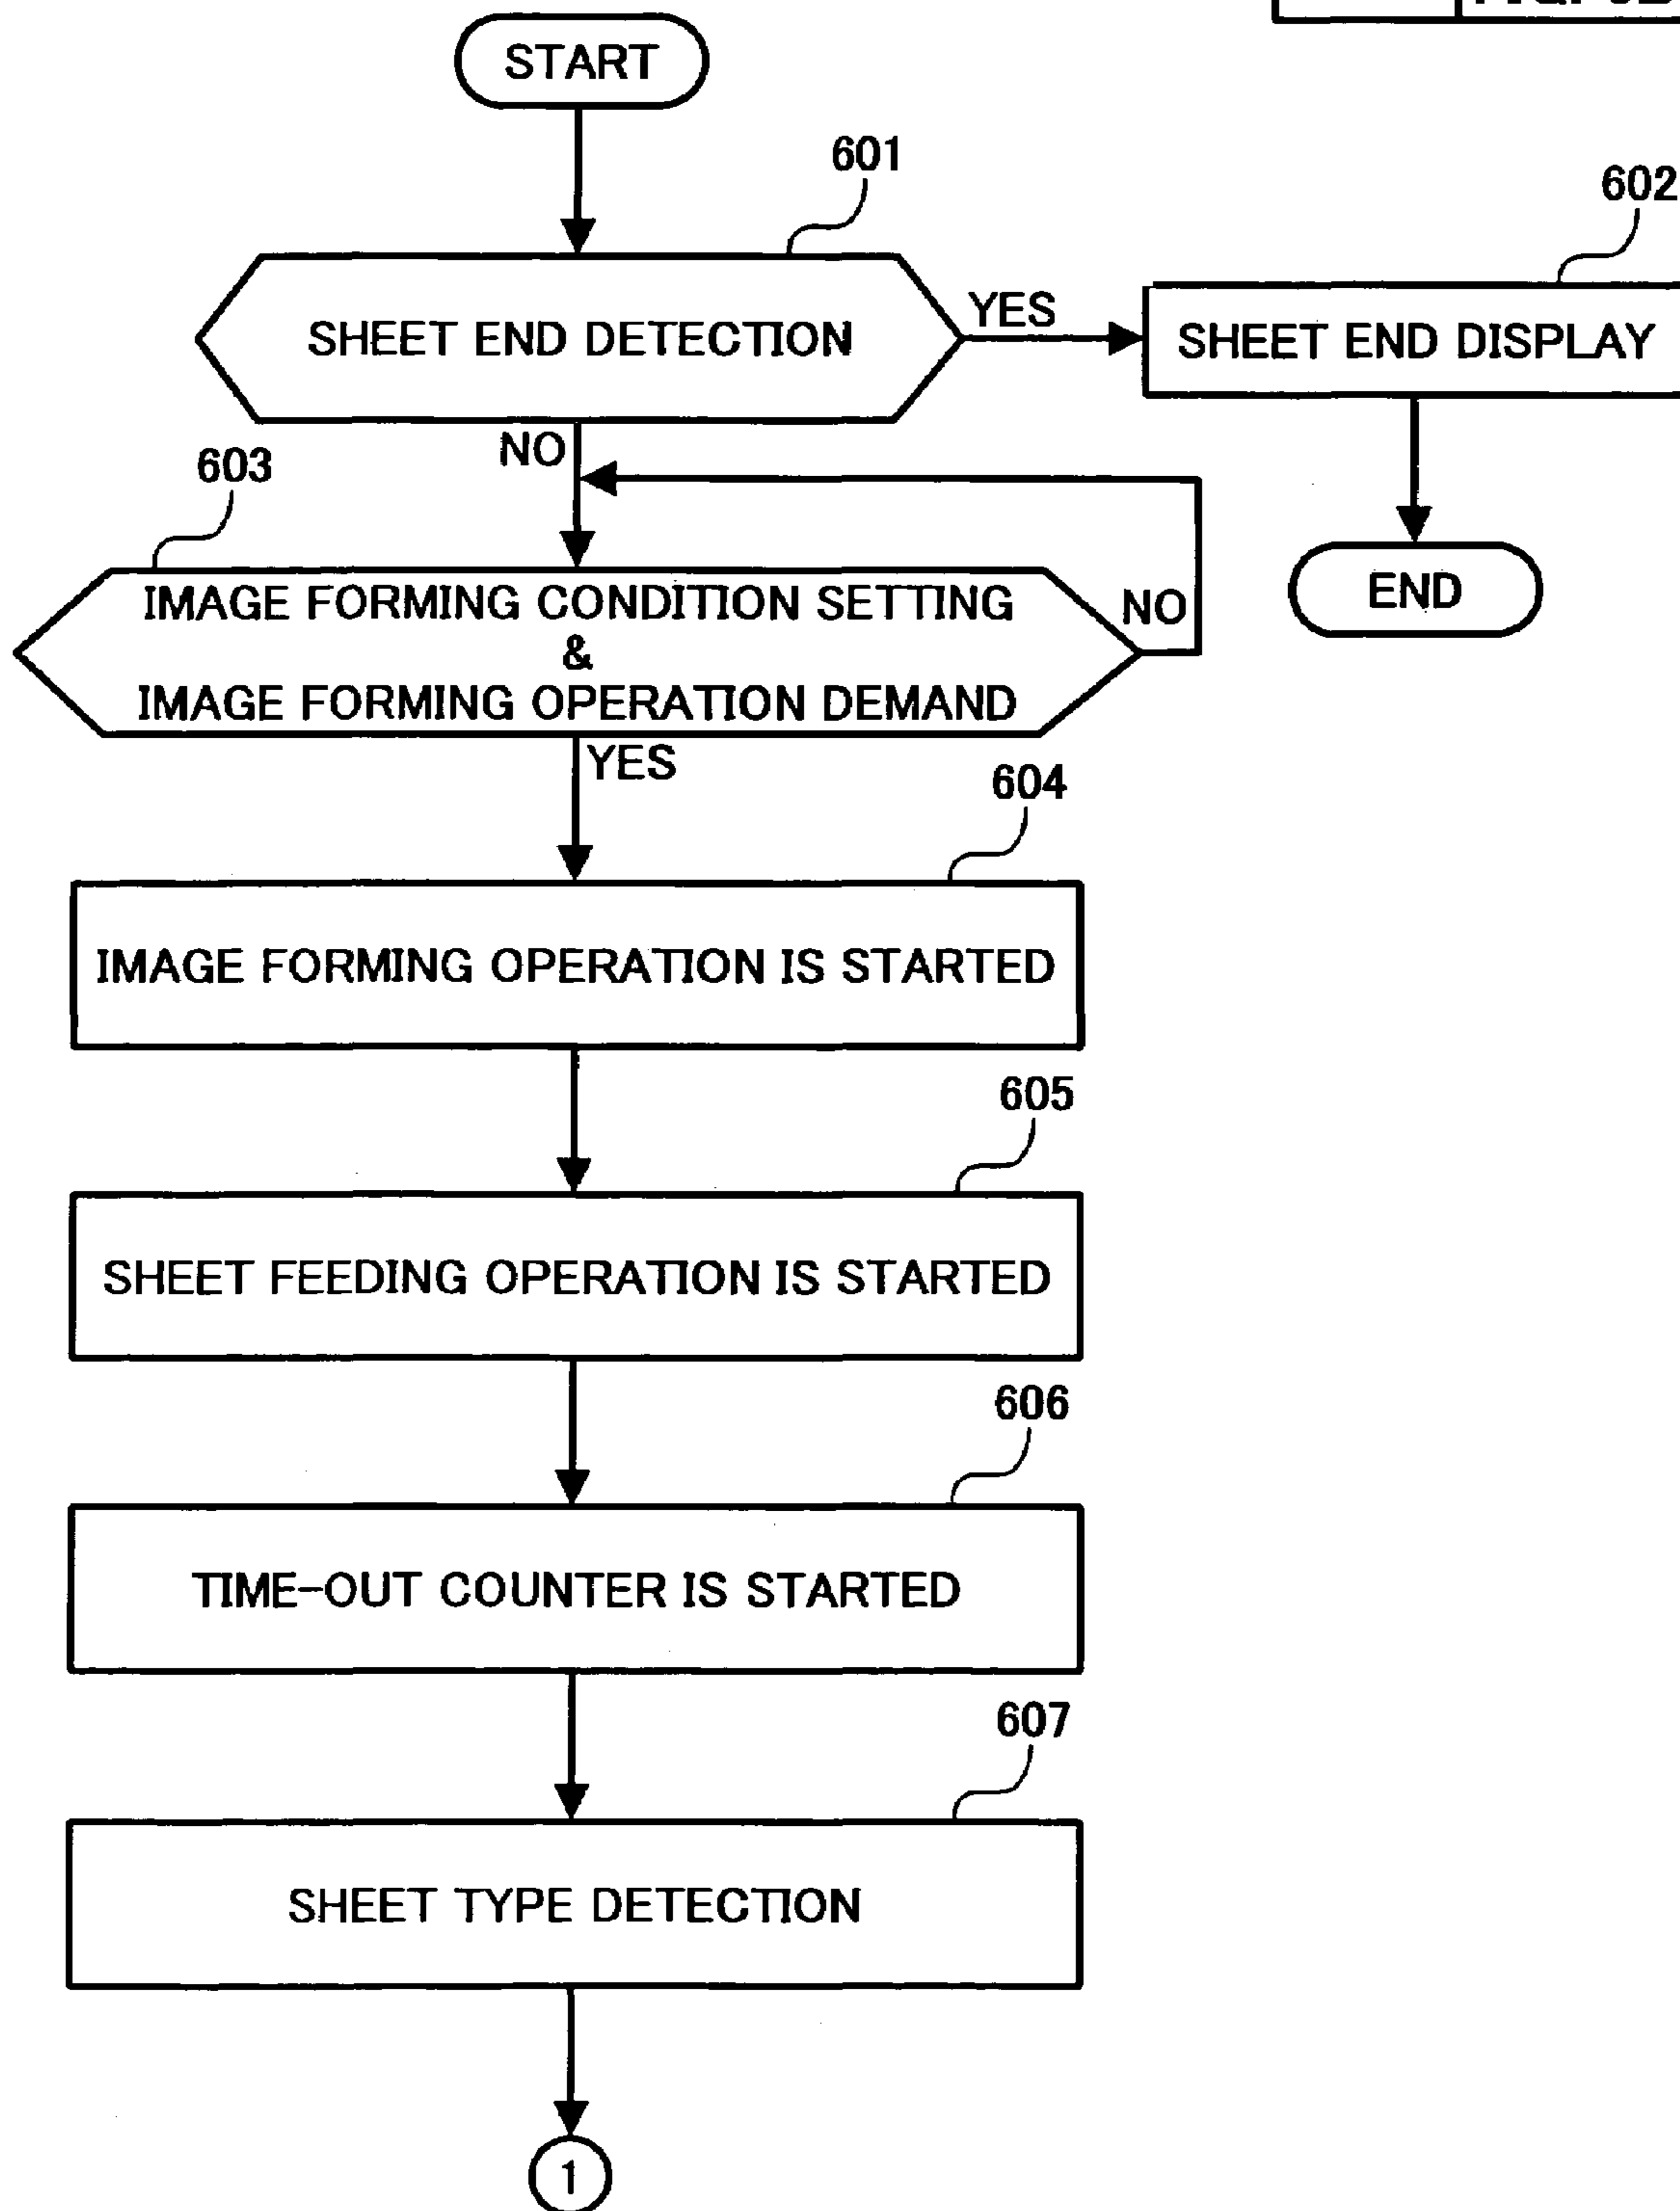 START
601
602
SHEET END DETECTION
YES
SHEET END DISPLAY
NO
603
END
IMAGE FORMING CONDITION SETTING
&
IMAGE FORMING OPERATION DEMAND
NO
YES
604
IMAGE FORMING OPERATION IS STARTED
605
SHEET FEEDING OPERATION IS STARTED
606
TIME-OUT COUNTER IS STARTED
607
SHEET TYPE DETECTION
1